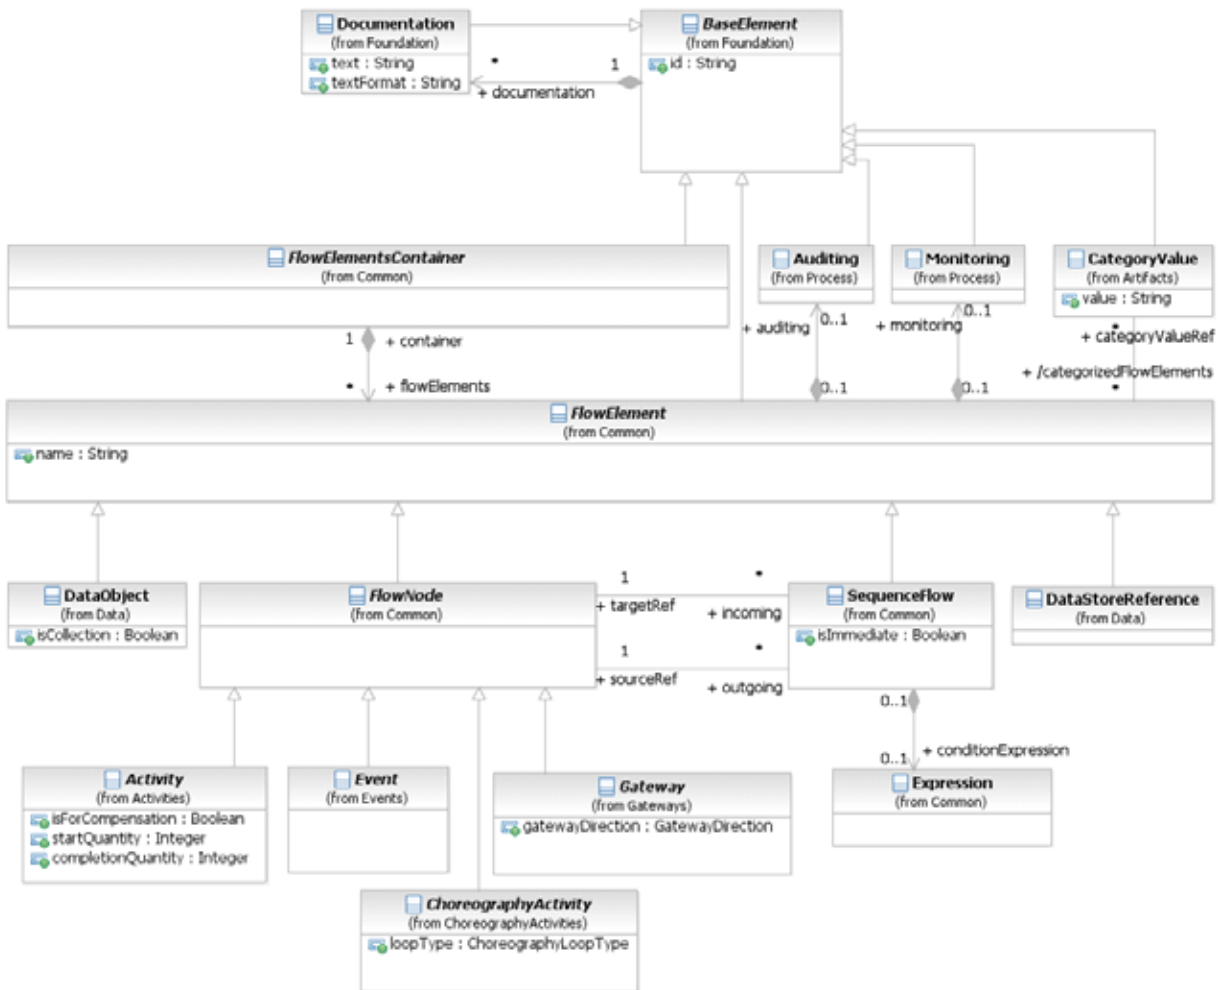 Documentation
(from Foundation)
text : String
textFormat : String
*
1
+ documentation
BaseElement
(from Foundation)
id : String
FlowElementsContainer
(from Common)
Auditing
(from Process)
Monitoring
(from Process)
CategoryValue
(from Artifacts)
value : String
1
+ container
*
+ flowElements
+ auditing
0..1
0..1
+ monitoring
0..1
0..1
*
+ categoryValueRef
+ /categorizedFlowElements
*
FlowElement
(from Common)
name : String
DataObject
(from Data)
isCollection : Boolean
FlowNode
(from Common)
1
*
+ targetRef
+ incoming
1
*
+ sourceRef
+ outgoing
SequenceFlow
(from Common)
isImmediate : Boolean
DataStoreReference
(from Data)
0..1
0..1
+ conditionExpression
Activity
(from Activities)
isForCompensation : Boolean
startQuantity : Integer
completionQuantity : Integer
Event
(from Events)
Gateway
(from Gateways)
gatewayDirection : GatewayDirection
Expression
(from Common)
ChoreographyActivity
(from ChoreographyActivities)
loopType : ChoreographyLoopType